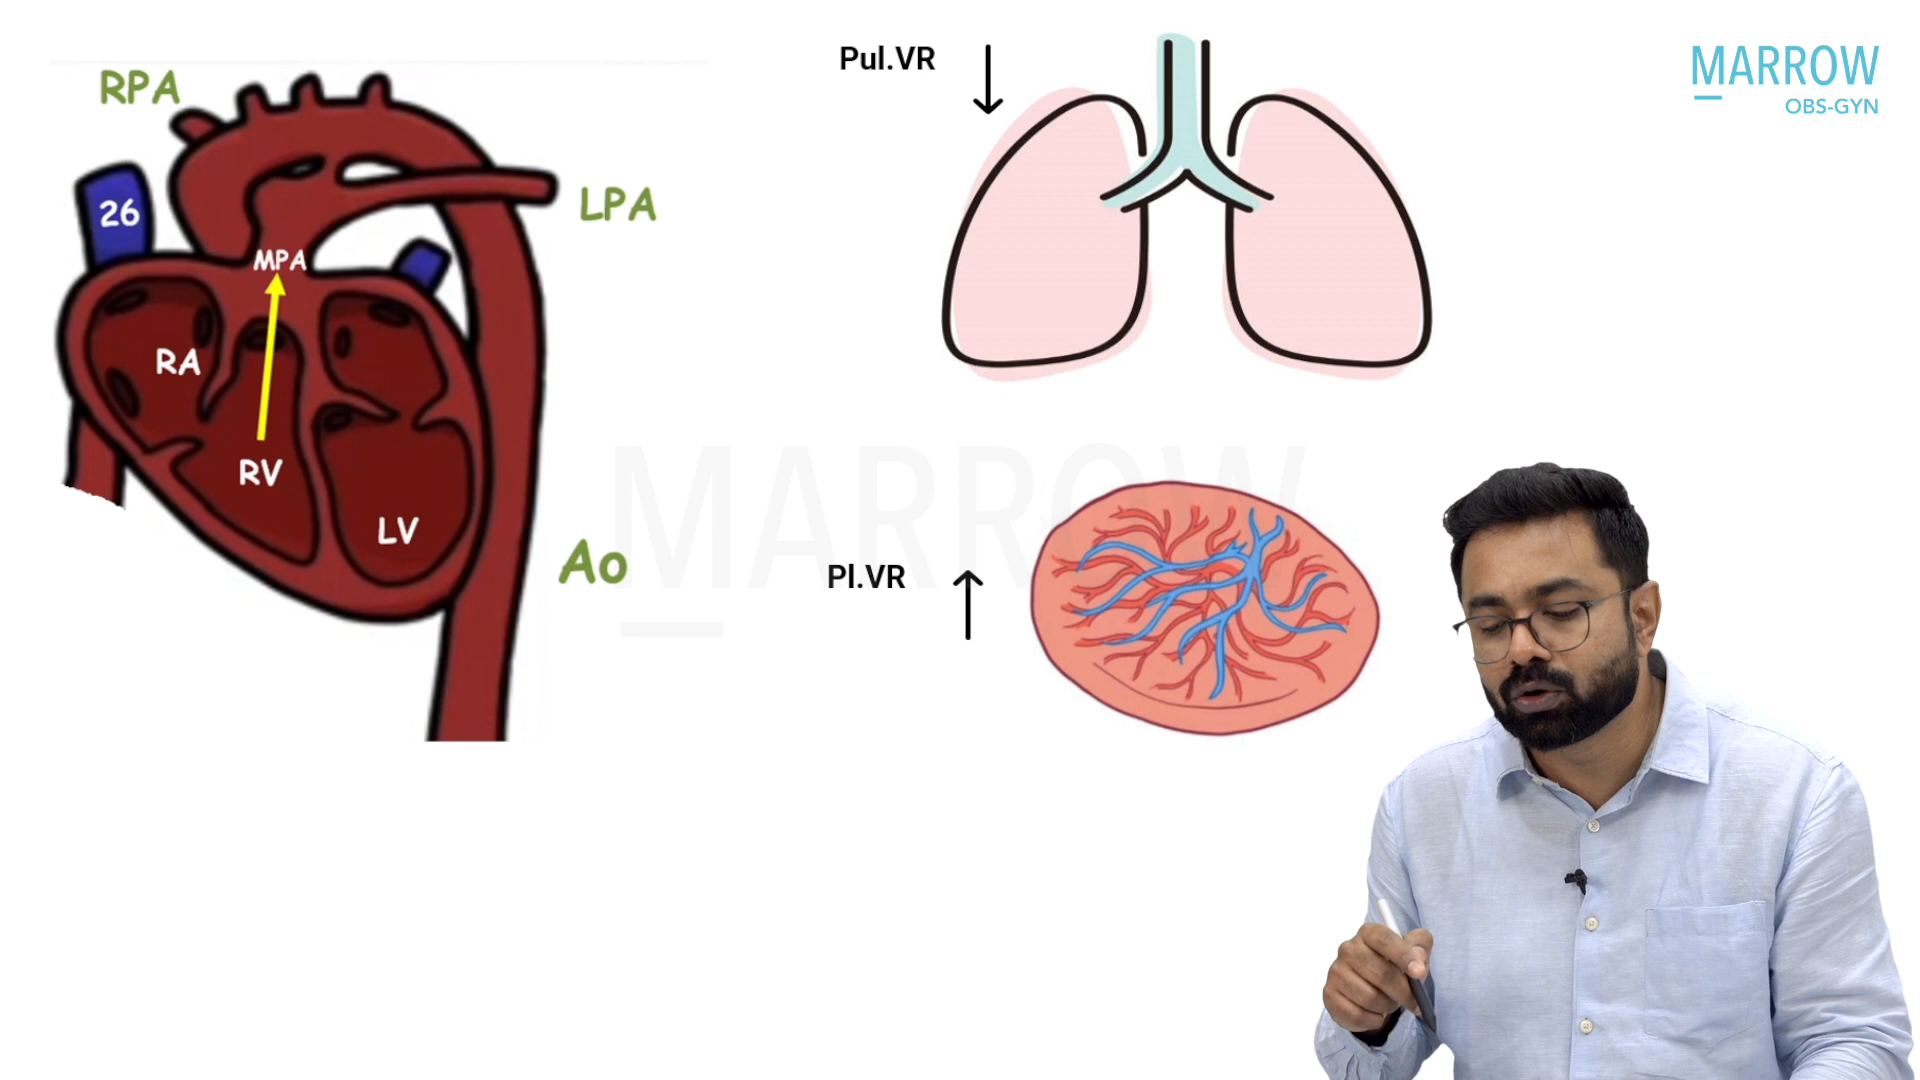 RPA
LPA
26
MPA
RA
RV
LV
Ao
Pul.VR
Pl.VR
MARROW
OBS-GYN
MARROW